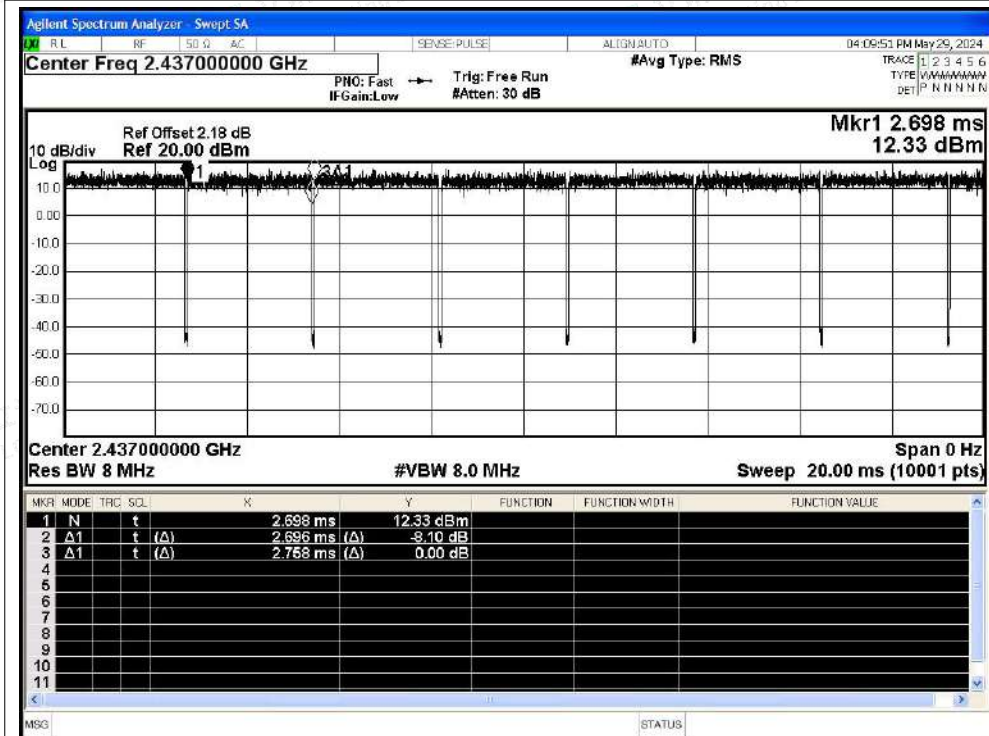 Agilent Spectrum Analyzer - Swept SA
LXI RL RF 50 Ω AC SENSE:PULSE ALIGN AUTO 04:09:51 PM May 29, 2024
Center Freq 2.437000000 GHz #Avg Type: RMS TRACE 1 2 3 4 5 6
PNO: Fast Trig: Free Run TYPE
IFGain:Low #Atten: 30 dB DET P N N N N N
Mkr1 2.698 ms
Ref Offset 2.18 dB
10 dB/div Ref 20.00 dBm 12.33 dBm
Log
1 3Δ1
10.0
0.00
-10.0
-20.0
-30.0
-40.0
-50.0
-60.0
-70.0
Center 2.437000000 GHz Span 0 Hz
Res BW 8 MHz #VBW 8.0 MHz Sweep 20.00 ms (10001 pts)
MKR MODE TRC SCL X Y FUNCTION FUNCTION WIDTH FUNCTION VALUE
1 N t 2.698 ms 12.33 dBm
2 Δ1 t (Δ) 2.696 ms (Δ) -8.10 dB
3 Δ1 t (Δ) 2.758 ms (Δ) 0.00 dB
4
5
6
7
8
9
10
11
MSG STATUS